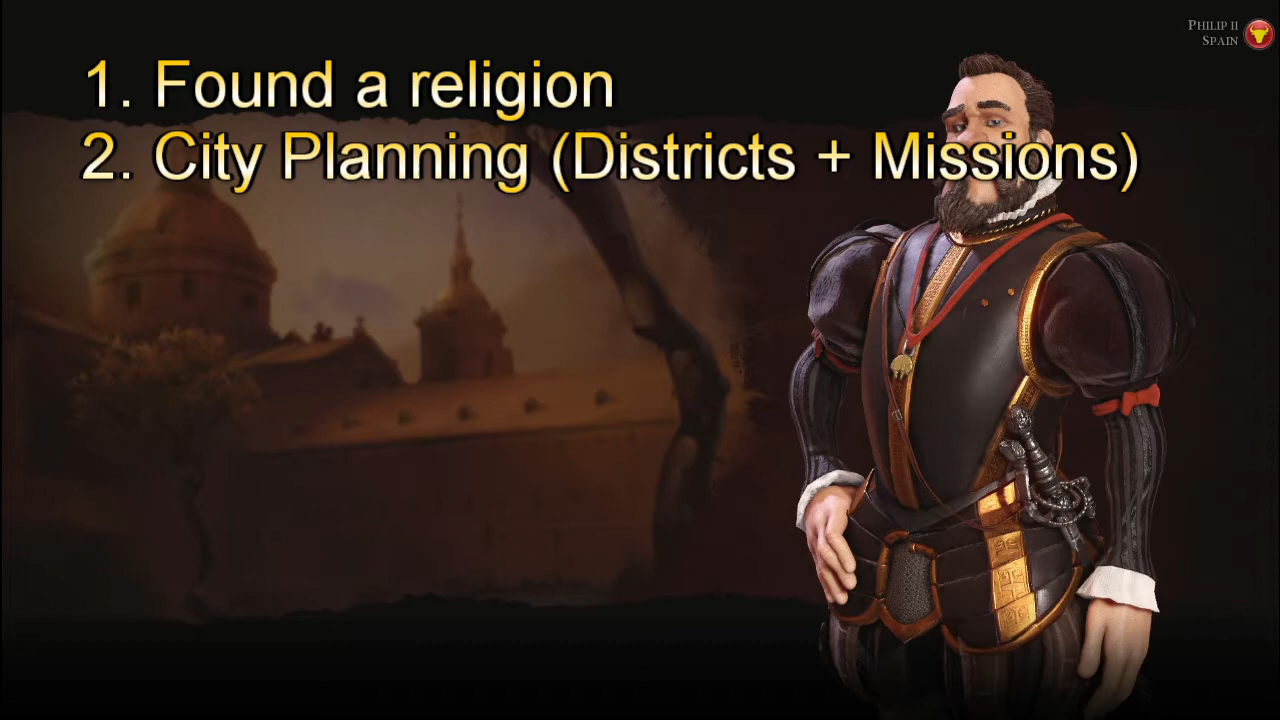 PHILIP II
SPAIN
1. Found a religion
2. City Planning (Districts + Missions)